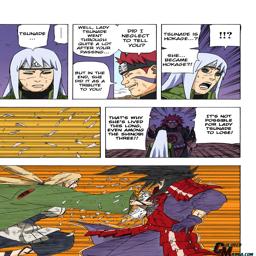 !!?
TSUNADE IS
HOKAGE...?
SHE...
BECAME
HOKAGE?!
DID I
NEGLECT
TO TELL
YOU?
WELL, LADY
TSUNADE
WENT
THROUGH
QUITE A LOT
AFTER YOUR
PASSING...
BUT IN THE
END, SHE
DID IT AS A
TRIBUTE TO
YOU!
TSUNADE
...
IT'S NOT
POSSIBLE
FOR LADY
TSUNADE
TO LOSE!
THAT'S WHY
SHE'S LIVED
THIS LONG,
EVEN AMONG
THE SHINOBI
THREE!!